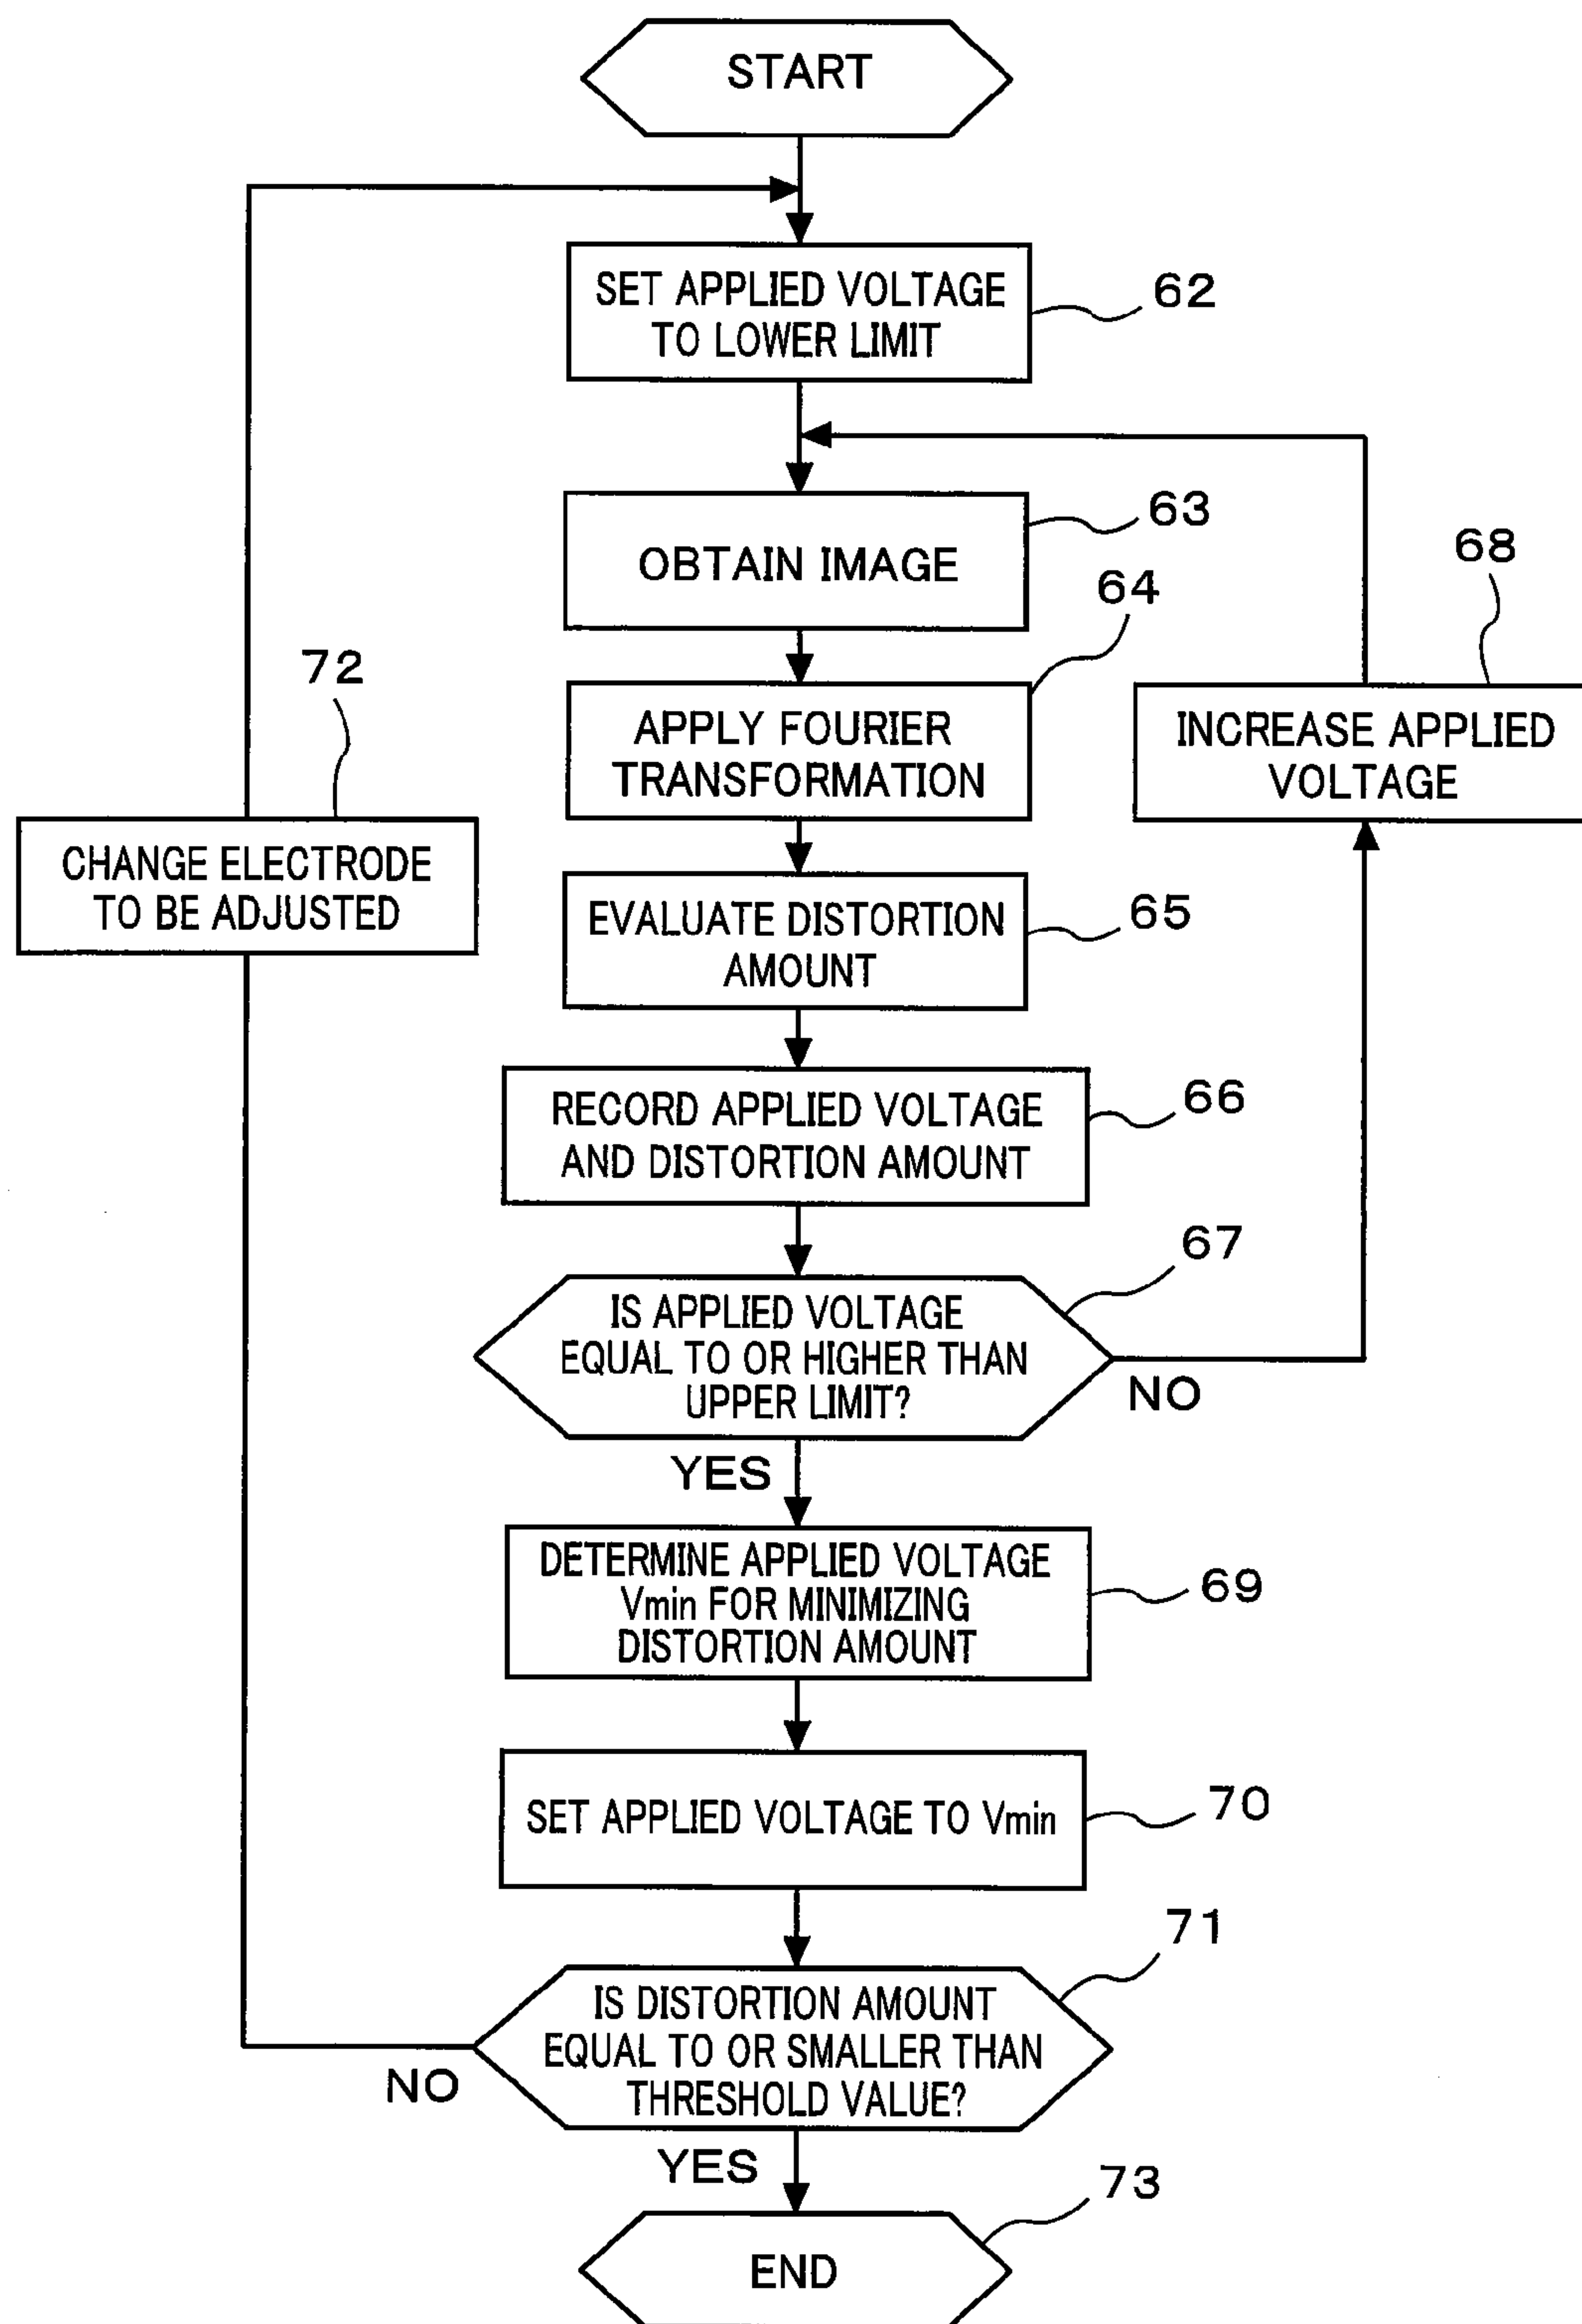 START
SET APPLIED VOLTAGE
TO LOWER LIMIT
62
OBTAIN IMAGE
63
APPLY FOURIER
TRANSFORMATION
64
EVALUATE DISTORTION
AMOUNT
65
RECORD APPLIED VOLTAGE
AND DISTORTION AMOUNT
66
IS APPLIED VOLTAGE
EQUAL TO OR HIGHER THAN
UPPER LIMIT?
67
NO
INCREASE APPLIED
VOLTAGE
68
YES
DETERMINE APPLIED VOLTAGE
Vmin FOR MINIMIZING
DISTORTION AMOUNT
69
SET APPLIED VOLTAGE TO Vmin
70
IS DISTORTION AMOUNT
EQUAL TO OR SMALLER THAN
THRESHOLD VALUE?
71
NO
CHANGE ELECTRODE
TO BE ADJUSTED
72
YES
END
73